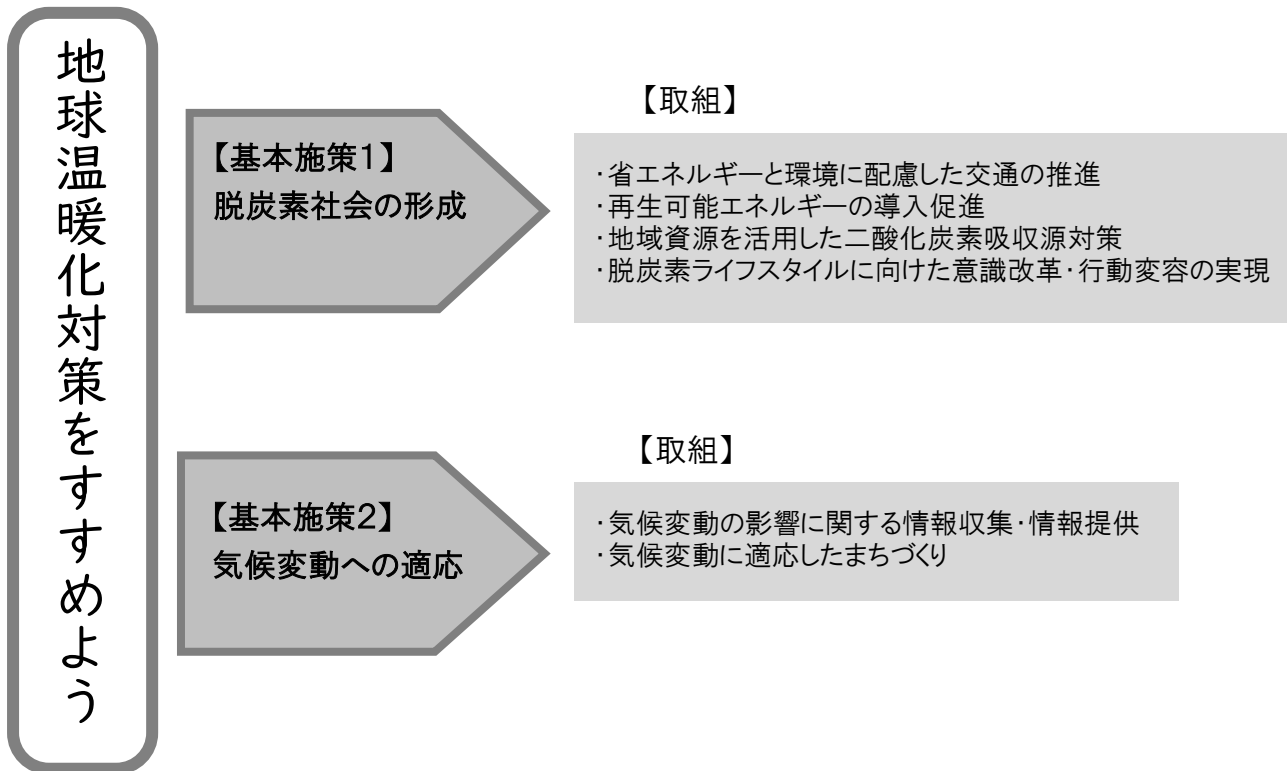 地球温暖化対策をすすめよう
【基本施策1】
脱炭素社会の形成
【取組】
・省エネルギーと環境に配慮した交通の推進
・再生可能エネルギーの導入促進
・地域資源を活用した二酸化炭素吸収源対策
・脱炭素ライフスタイルに向けた意識改革・行動変容の実現
【基本施策2】
気候変動への適応
【取組】
・気候変動の影響に関する情報収集・情報提供
・気候変動に適応したまちづくり